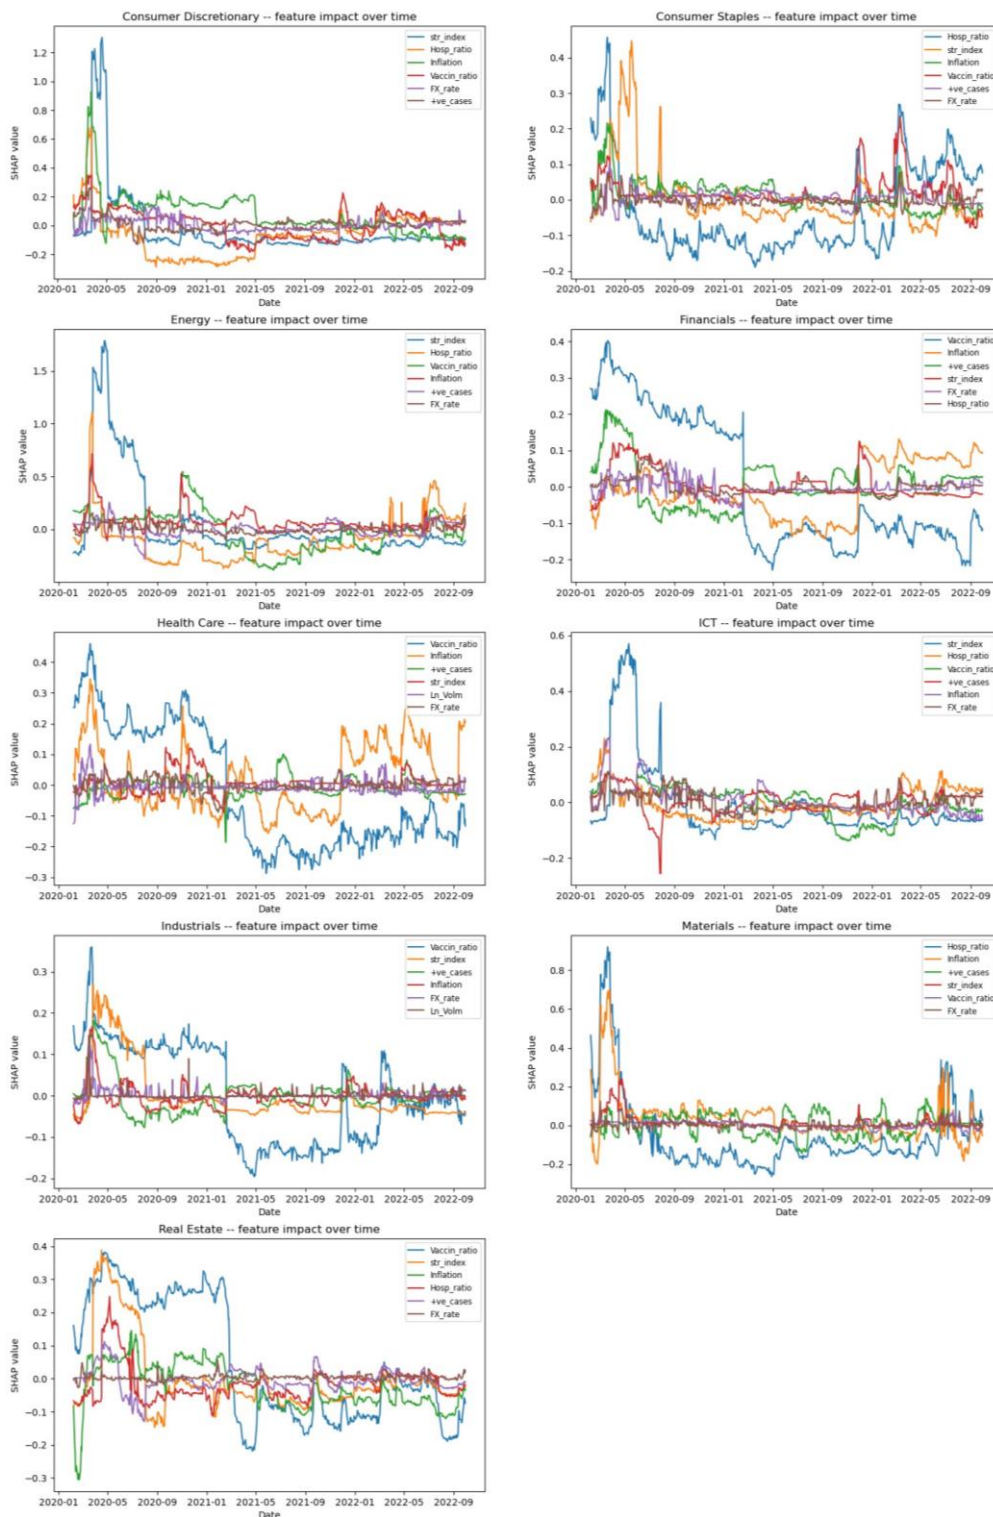 Consumer Discretionary -- feature impact over time
SHAP value
1.2
1.0
0.8
0.6
0.4
0.2
0.0
−0.2
str_index
Hosp_ratio
Inflation
Vaccin_ratio
FX_rate
+ve_cases
2020-01 2020-05 2020-09 2021-01 2021-05 2021-09 2022-01 2022-05 2022-09
Date
Consumer Staples -- feature impact over time
SHAP value
0.4
0.3
0.2
0.1
0.0
−0.1
−0.2
Hosp_ratio
str_index
Inflation
Vaccin_ratio
+ve_cases
FX_rate
2020-01 2020-05 2020-09 2021-01 2021-05 2021-09 2022-01 2022-05 2022-09
Date
Energy -- feature impact over time
SHAP value
1.5
1.0
0.5
0.0
str_index
Hosp_ratio
Vaccin_ratio
Inflation
+ve_cases
FX_rate
2020-01 2020-05 2020-09 2021-01 2021-05 2021-09 2022-01 2022-05 2022-09
Date
Financials -- feature impact over time
SHAP value
0.4
0.3
0.2
0.1
0.0
−0.1
−0.2
Vaccin_ratio
Inflation
+ve_cases
str_index
FX_rate
Hosp_ratio
2020-01 2020-05 2020-09 2021-01 2021-05 2021-09 2022-01 2022-05 2022-09
Date
Health Care -- feature impact over time
SHAP value
0.4
0.3
0.2
0.1
0.0
−0.1
−0.2
−0.3
Vaccin_ratio
Inflation
+ve_cases
str_index
Ln_Volm
FX_rate
2020-01 2020-05 2020-09 2021-01 2021-05 2021-09 2022-01 2022-05 2022-09
Date
ICT -- feature impact over time
SHAP value
0.6
0.4
0.2
0.0
−0.2
str_index
Hosp_ratio
Vaccin_ratio
+ve_cases
Inflation
FX_rate
2020-01 2020-05 2020-09 2021-01 2021-05 2021-09 2022-01 2022-05 2022-09
Date
Industrials -- feature impact over time
SHAP value
0.3
0.2
0.1
0.0
−0.1
−0.2
Vaccin_ratio
str_index
+ve_cases
Inflation
FX_rate
Ln_Volm
2020-01 2020-05 2020-09 2021-01 2021-05 2021-09 2022-01 2022-05 2022-09
Date
Materials -- feature impact over time
SHAP value
0.8
0.6
0.4
0.2
0.0
−0.2
Hosp_ratio
Inflation
+ve_cases
str_index
Vaccin_ratio
FX_rate
2020-01 2020-05 2020-09 2021-01 2021-05 2021-09 2022-01 2022-05 2022-09
Date
Real Estate -- feature impact over time
SHAP value
0.4
0.3
0.2
0.1
0.0
−0.1
−0.2
−0.3
Vaccin_ratio
str_index
Inflation
Hosp_ratio
+ve_cases
FX_rate
2020-01 2020-05 2020-09 2021-01 2021-05 2021-09 2022-01 2022-05 2022-09
Date